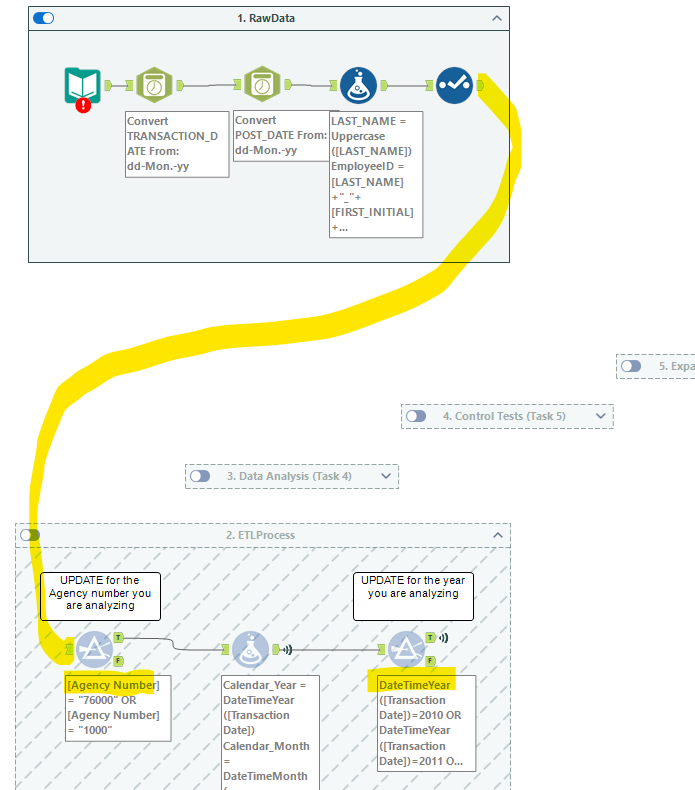 1. RawData
Convert
TRANSACTION_D
ATE From:
dd-Mon.-yy
Convert
POST_DATE From:
dd-Mon.-yy
LAST_NAME =
Uppercase
([LAST_NAME])
EmployeeID =
[LAST_NAME]
+"_"+
[FIRST_INITIAL]
+...
5. Expa
4. Control Tests (Task 5)
3. Data Analysis (Task 4)
2. ETLProcess
UPDATE for the
Agency number you
are analyzing
UPDATE for the year
you are analyzing
T
F
T
F
[Agency Number]
= "76000" OR
[Agency Number]
= "1000"
Calendar_Year =
DateTimeYear
([Transaction
Date])
Calendar_Month
=
DateTimeMonth
(
DateTimeYear
([Transaction
Date])=2010 OR
DateTimeYear
([Transaction
Date])=2011 O...